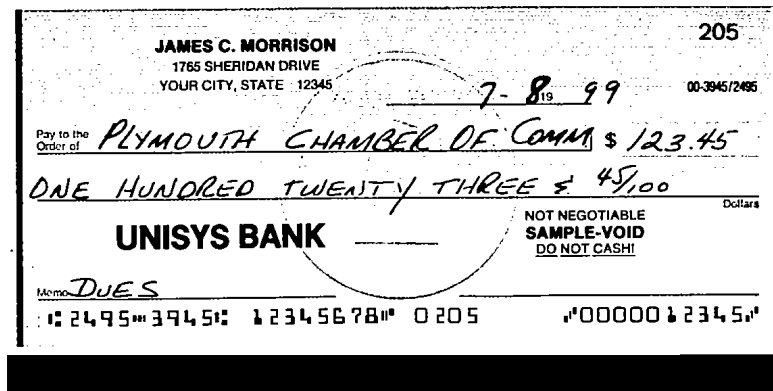 205
JAMES C. MORRISON
1765 SHERIDAN DRIVE
YOUR CITY, STATE 12345
7-8 19 99 00-3945/2495
Pay to the Order of PLYMOUTH CHAMBER OF COMM $ 123.45
ONE HUNDRED TWENTY THREE & 45/100 Dollars
UNISYS BANK
NOT NEGOTIABLE
SAMPLE-VOID
DO NOT CASH!
Memo DUES
⑆2495⑉3945⑆ 12345678⑈ 0205 ⑇0000012345⑇